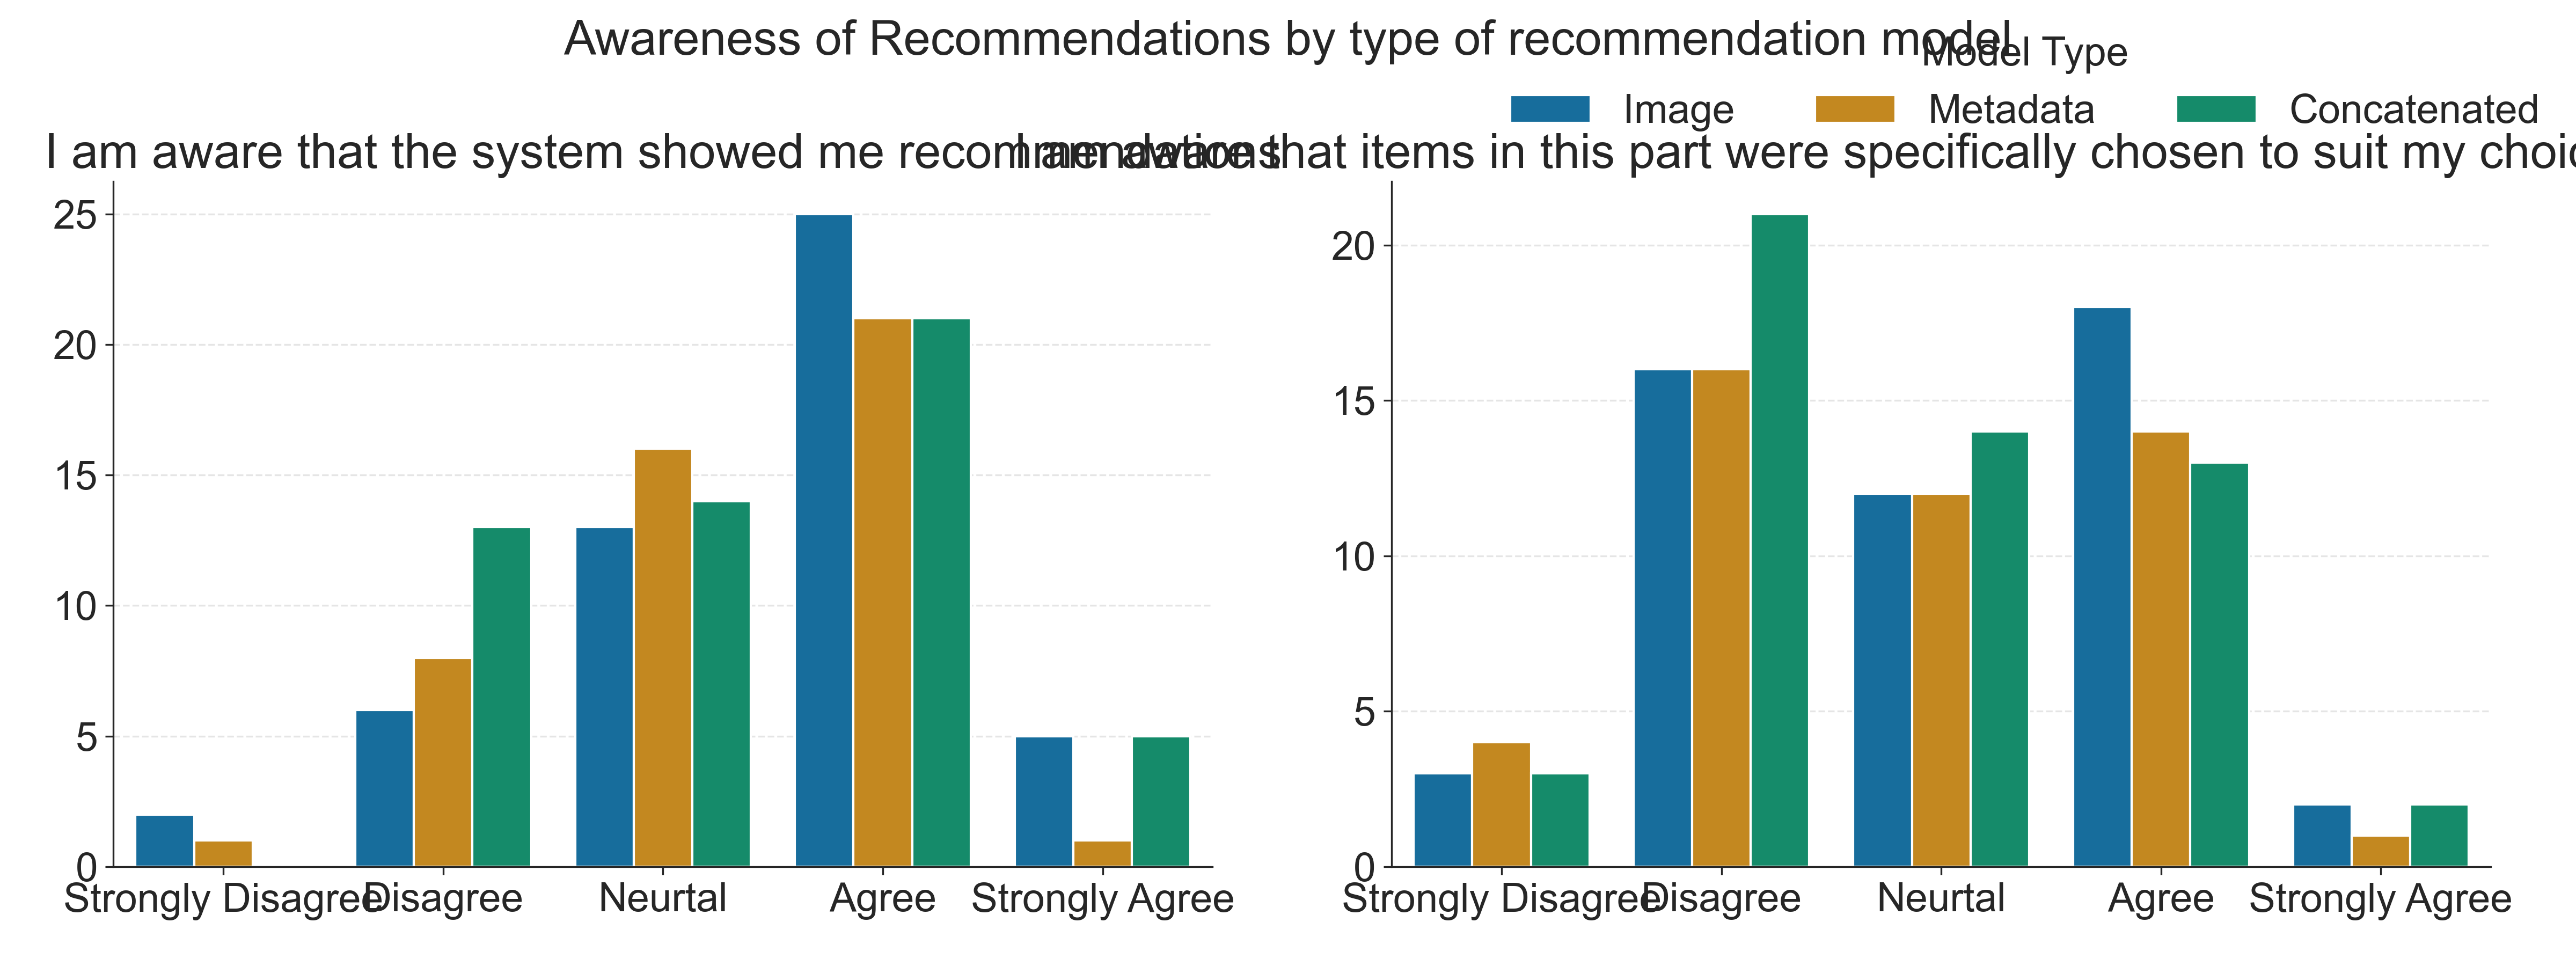 Awareness of Recommendations by type of recommendation model
Model Type
Image Metadata Concatenated
I am aware that the system showed me recommendations
I am aware that items in this part were specifically chosen to suit my
25
20
15
10
5
0
Strongly Disagree Disagree Neurtal Agree Strongly Agree
20
15
10
5
0
Strongly Disagree Disagree Neurtal Agree Strongly Agree